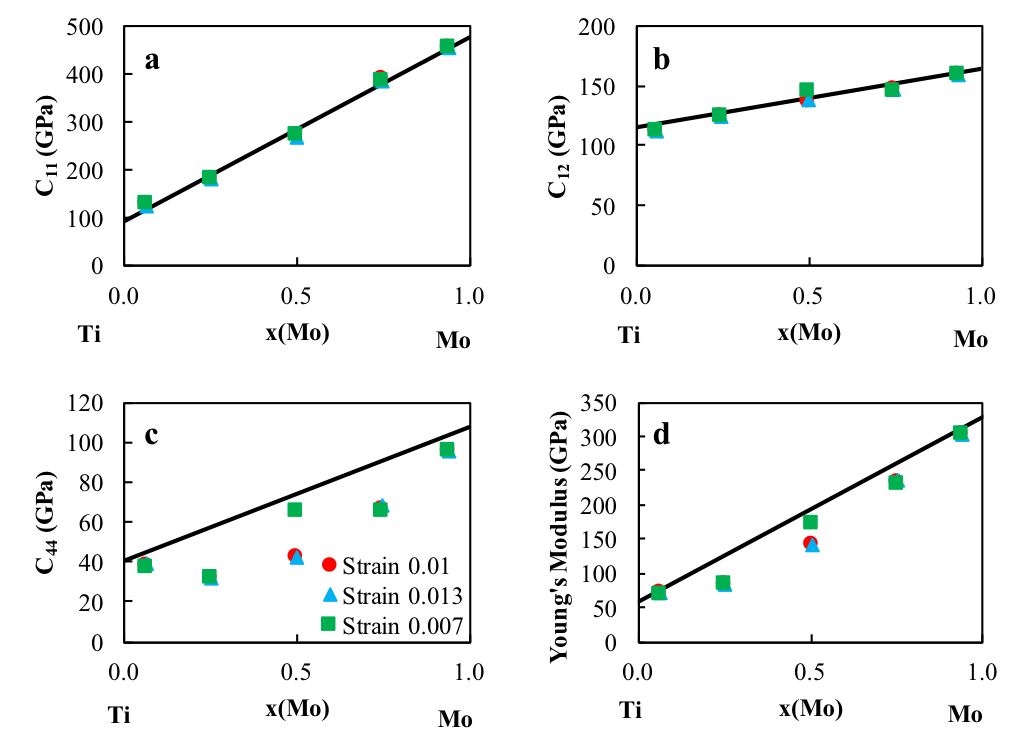 a
C11 (GPa)
500
400
300
200
100
0
0.0
0.5
1.0
Ti
x(Mo)
Mo
b
C12 (GPa)
200
150
100
50
0
0.0
0.5
1.0
Ti
x(Mo)
Mo
c
C44 (GPa)
120
100
80
60
40
20
0
Strain 0.01
Strain 0.013
Strain 0.007
0.0
0.5
1.0
Ti
x(Mo)
Mo
d
Young's Modulus (GPa)
350
300
250
200
150
100
50
0
0.0
0.5
1.0
Ti
x(Mo)
Mo